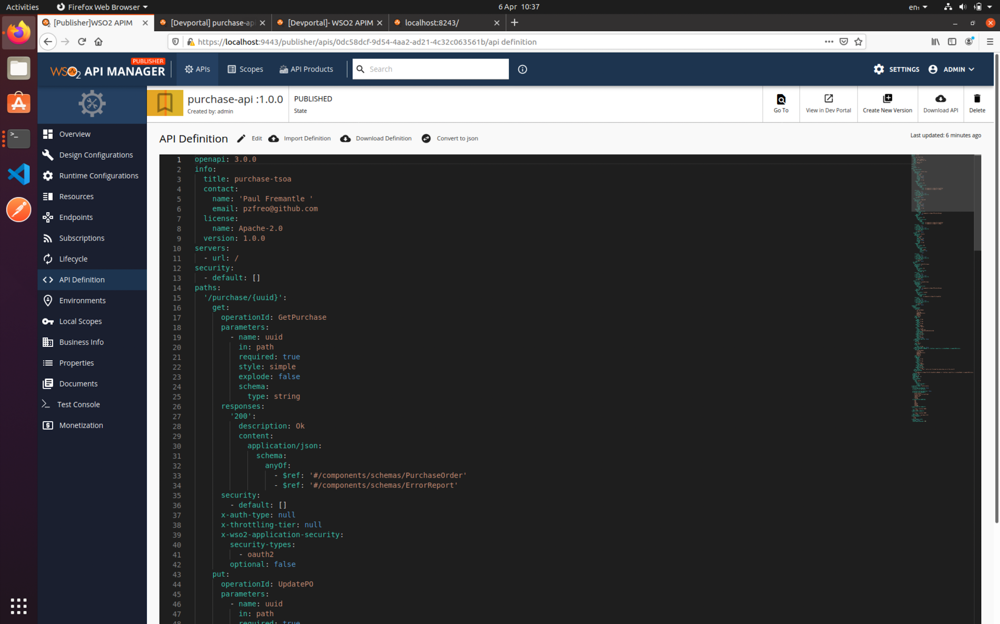 Activities Firefox Web Browser 6 Apr 10:37 en₁
[Publisher]WSO2 APIM [Devportal] purchase-ap [Devportal]- WSO2 APIM localhost:8243/
https://localhost:9443/publisher/apis/0dc58dcf-9d54-4aa2-ad21-4c32c063561b/api definition
PUBLISHER
WSO2 API MANAGER APIs Scopes API Products Search SETTINGS ADMIN
purchase-api :1.0.0 PUBLISHED
Created by: admin State Go To View in Dev Portal Create New Version Download API Delete
Overview
Design Configurations
Runtime Configurations
Resources
Endpoints
Subscriptions
Lifecycle
API Definition
Environments
Local Scopes
Business Info
Properties
Documents
Test Console
Monetization
API Definition Edit Import Definition Download Definition Convert to json Last updated: 6 minutes ago
1 openapi: 3.0.0
2 info:
3 title: purchase-tsoa
4 contact:
5 name: 'Paul Fremantle '
6 email: pzfreo@github.com
7 license:
8 name: Apache-2.0
9 version: 1.0.0
10 servers:
11 - url: /
12 security:
13 - default: []
14 paths:
15 '/purchase/{uuid}':
16 get:
17 operationId: GetPurchase
18 parameters:
19 - name: uuid
20 in: path
21 required: true
22 style: simple
23 explode: false
24 schema:
25 type: string
26 responses:
27 '200':
28 description: Ok
29 content:
30 application/json:
31 schema:
32 anyOf:
33 - $ref: '#/components/schemas/PurchaseOrder'
34 - $ref: '#/components/schemas/ErrorReport'
35 security:
36 - default: []
37 x-auth-type: null
38 x-throttling-tier: null
39 x-wso2-application-security:
40 security-types:
41 - oauth2
42 optional: false
43 put:
44 operationId: UpdatePO
45 parameters:
46 - name: uuid
47 in: path
48 required: true